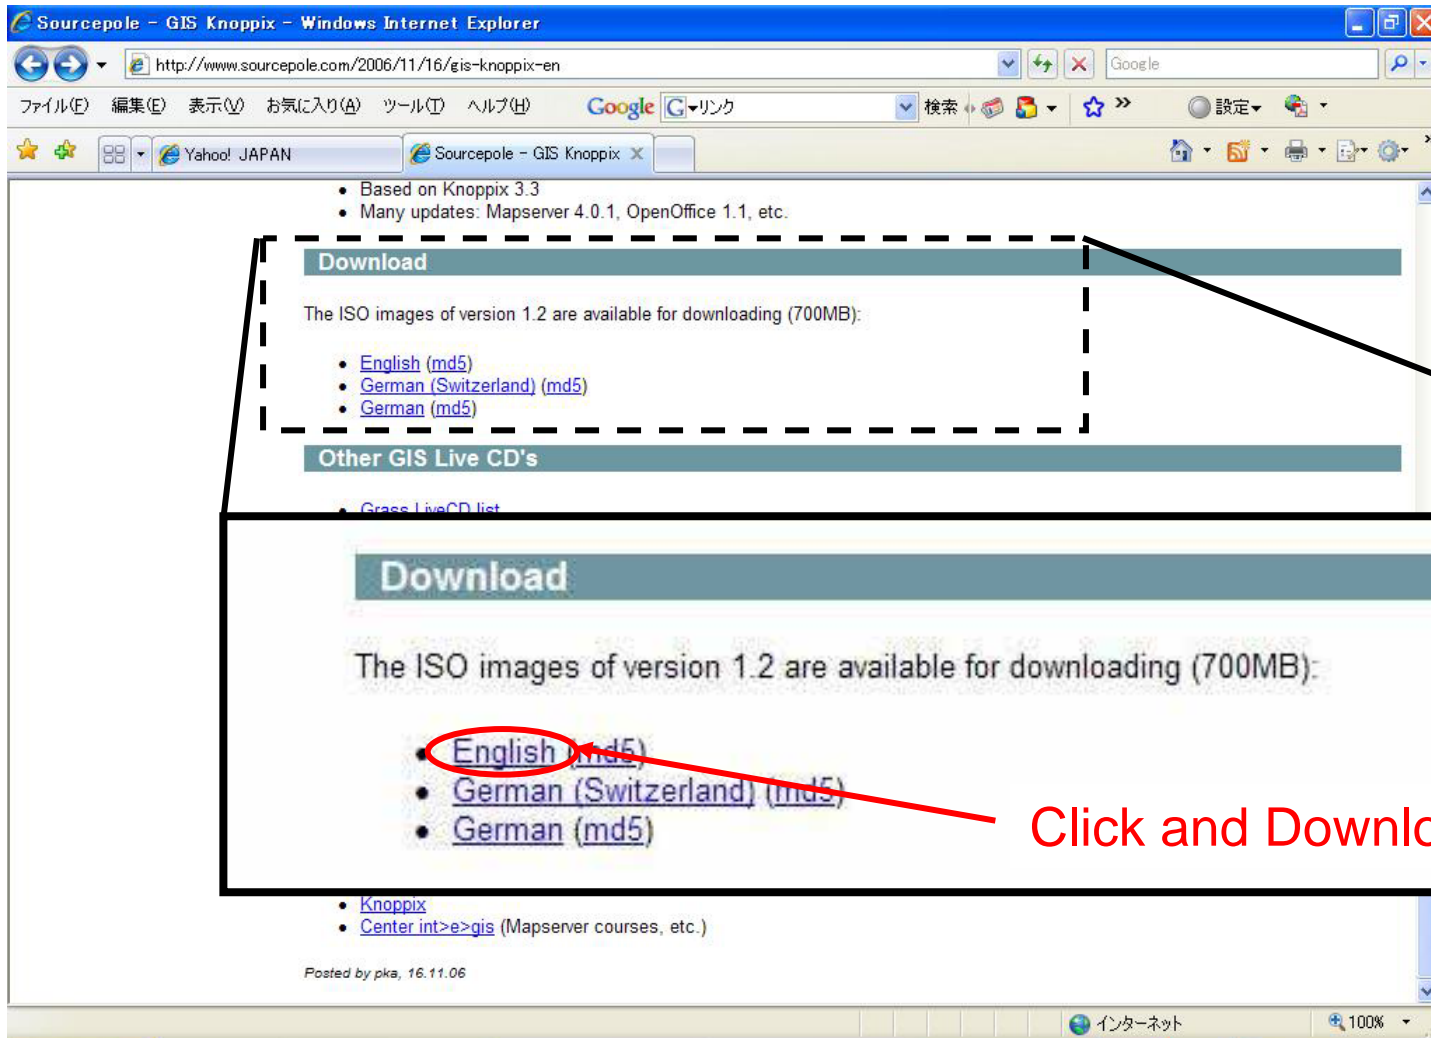 Sourcepole - GIS Knoppix - Windows Internet Explorer
http://www.sourcepole.com/2006/11/16/gis-knoppix-en
Google
ファイル(F) 編集(E) 表示(V) お気に入り(A) ツール(T) ヘルプ(H)
Google G リンク 検索 » 設定
Yahoo! JAPAN
Sourcepole - GIS Knoppix
Based on Knoppix 3.3
Many updates: Mapserver 4.0.1, OpenOffice 1.1, etc.
Download
The ISO images of version 1.2 are available for downloading (700MB):
English (md5)
German (Switzerland) (md5)
German (md5)
Other GIS Live CD's
Grass LiveCD list
Download
The ISO images of version 1.2 are available for downloading (700MB):
English (md5)
German (Switzerland) (md5)
German (md5)
Click and Downlo
Knoppix
Center int>e>gis (Mapserver courses, etc.)
Posted by pka, 16.11.06
インターネット
100%